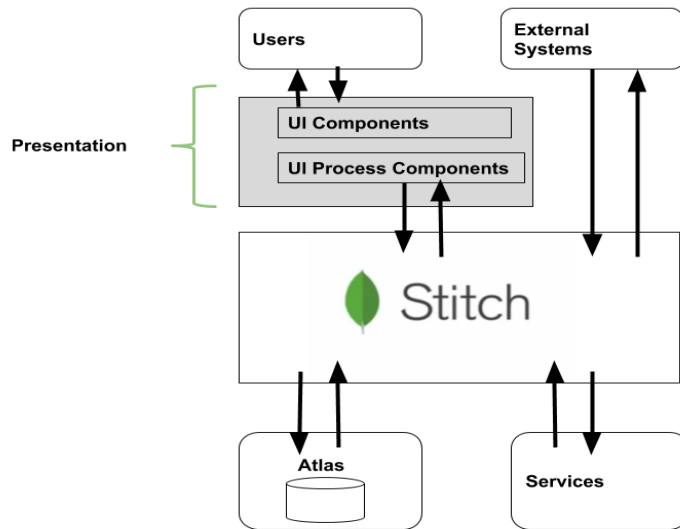 Users
External
Systems
UI Components
Presentation
UI Process Components
Stitch
Atlas
Services